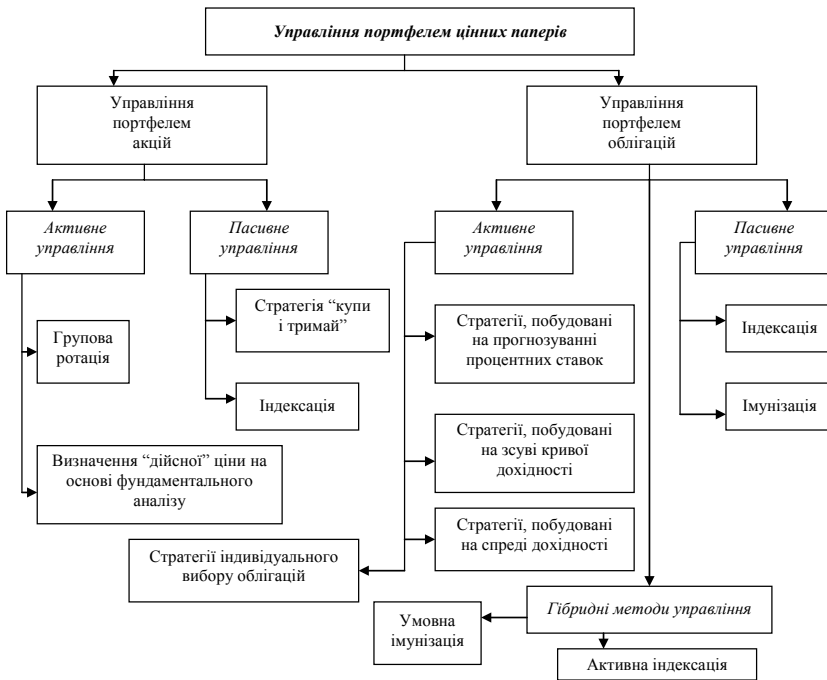 Управління портфелем цінних паперів
Управління
портфелем
акцій
Управління
портфелем
облігацій
Активне
управління
Пасивне
управління
Активне
управління
Пасивне
управління
Групова
ротація
Стратегія “купи
і тримай”
Індексація
Визначення “дійсної” ціни на
основі фундаментального
аналізу
Стратегії, побудовані
на прогнозуванні
процентних ставок
Стратегії, побудовані
на зсуві кривої
дохідності
Стратегії, побудовані
на спреді дохідності
Стратегії індивідуального
вибору облігацій
Індексація
Імунізація
Гібридні методи управління
Умовна
імунізація
Активна індексація